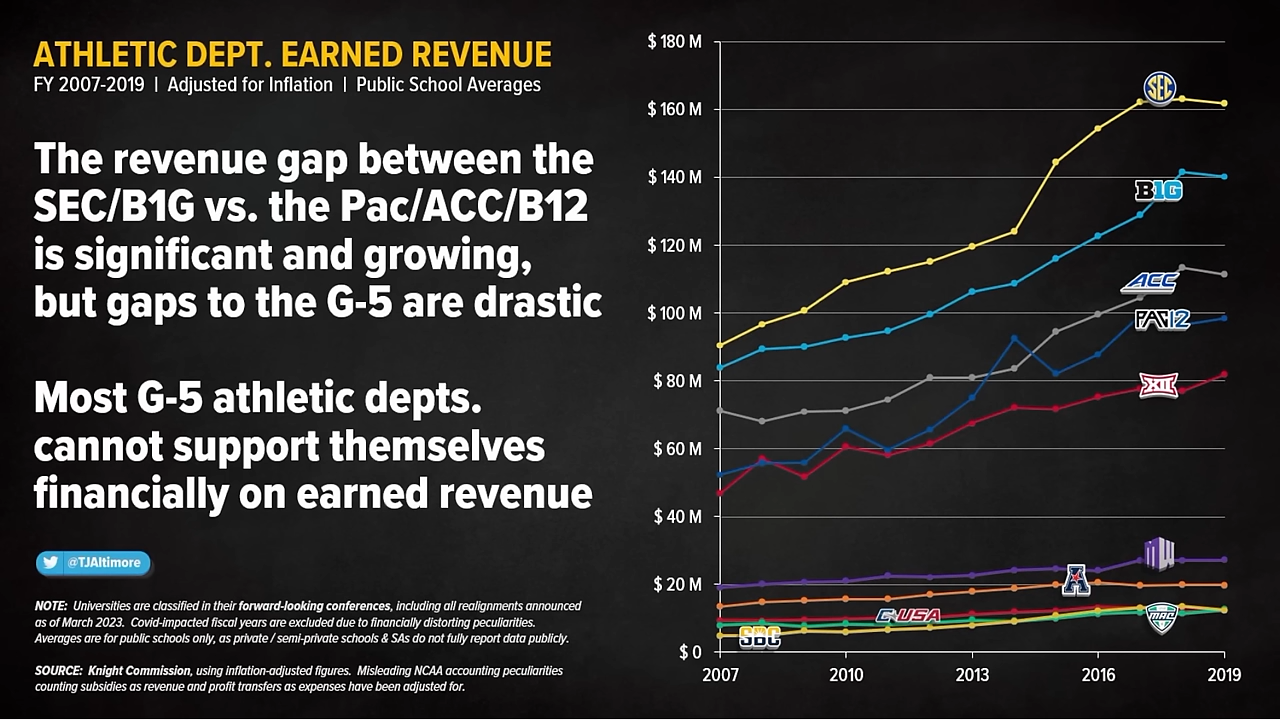 ATHLETIC DEPT. EARNED REVENUE
FY 2007-2019 | Adjusted for Inflation | Public School Averages
The revenue gap between the
SEC/B1G vs. the Pac/ACC/B12
is significant and growing,
but gaps to the G-5 are drastic
Most G-5 athletic depts.
cannot support themselves
financially on earned revenue
@TJAltimore
NOTE: Universities are classified in their forward-looking conferences, including all realignments announced
as of March 2023. Covid-impacted fiscal years are excluded due to financially distorting peculiarities.
Averages are for public schools only, as private / semi-private schools & SAs do not fully report data publicly.
SOURCE: Knight Commission, using inflation-adjusted figures. Misleading NCAA accounting peculiarities
counting subsidies as revenue and profit transfers as expenses have been adjusted for.
$ 180 M
$ 160 M
$ 140 M
$ 120 M
$ 100 M
$ 80 M
$ 60 M
$ 40 M
$ 20 M
$ 0
SEC
B1G
ACC
PAC-12
XII
MW
A
C-USA
MAC
SBC
2007
2010
2013
2016
2019